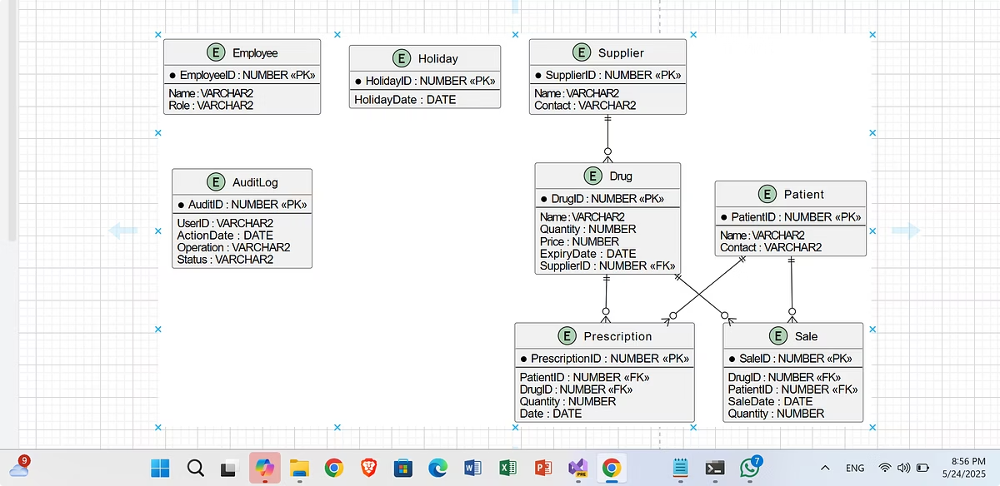 E Employee
● EmployeeID : NUMBER «PK»
Name : VARCHAR2
Role : VARCHAR2
E Holiday
● HolidayID : NUMBER «PK»
HolidayDate : DATE
E Supplier
● SupplierID : NUMBER «PK»
Name : VARCHAR2
Contact : VARCHAR2
E AuditLog
● AuditID : NUMBER «PK»
UserID : VARCHAR2
ActionDate : DATE
Operation : VARCHAR2
Status : VARCHAR2
E Drug
● DrugID : NUMBER «PK»
Name : VARCHAR2
Quantity : NUMBER
Price : NUMBER
ExpiryDate : DATE
SupplierID : NUMBER «FK»
E Patient
● PatientID : NUMBER «PK»
Name : VARCHAR2
Contact : VARCHAR2
E Prescription
● PrescriptionID : NUMBER «PK»
PatientID : NUMBER «FK»
DrugID : NUMBER «FK»
Quantity : NUMBER
Date : DATE
E Sale
● SaleID : NUMBER «PK»
DrugID : NUMBER «FK»
PatientID : NUMBER «FK»
SaleDate : DATE
Quantity : NUMBER
9
PRE
7
ENG
8:56 PM
5/24/2025